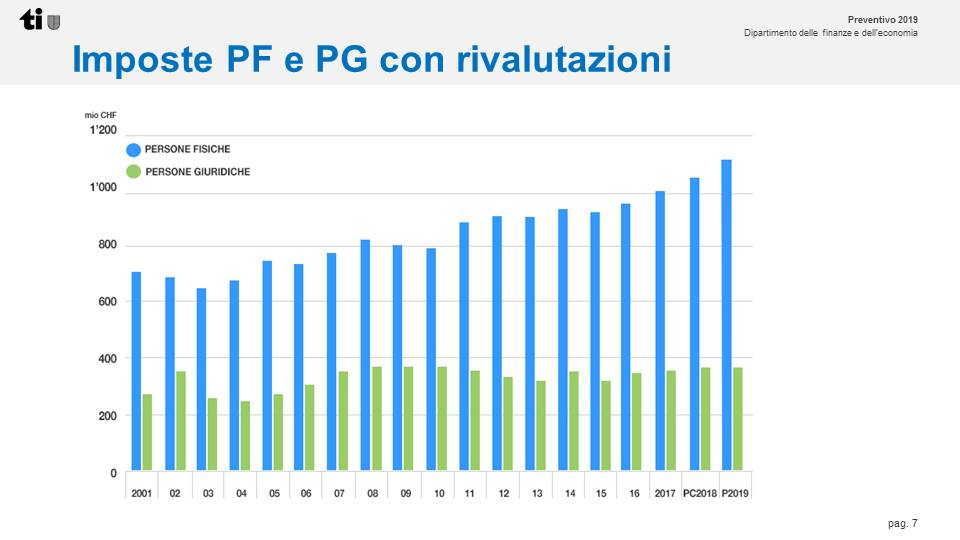 ti
Preventivo 2019
Dipartimento delle finanze e dell'economia
Imposte PF e PG con rivalutazioni
mio CHF
1'200
PERSONE FISICHE
PERSONE GIURIDICHE
1'000
800
600
400
200
0
2001 02 03 04 05 06 07 08 09 10 11 12 13 14 15 16 2017 PC2018 P2019
pag. 7